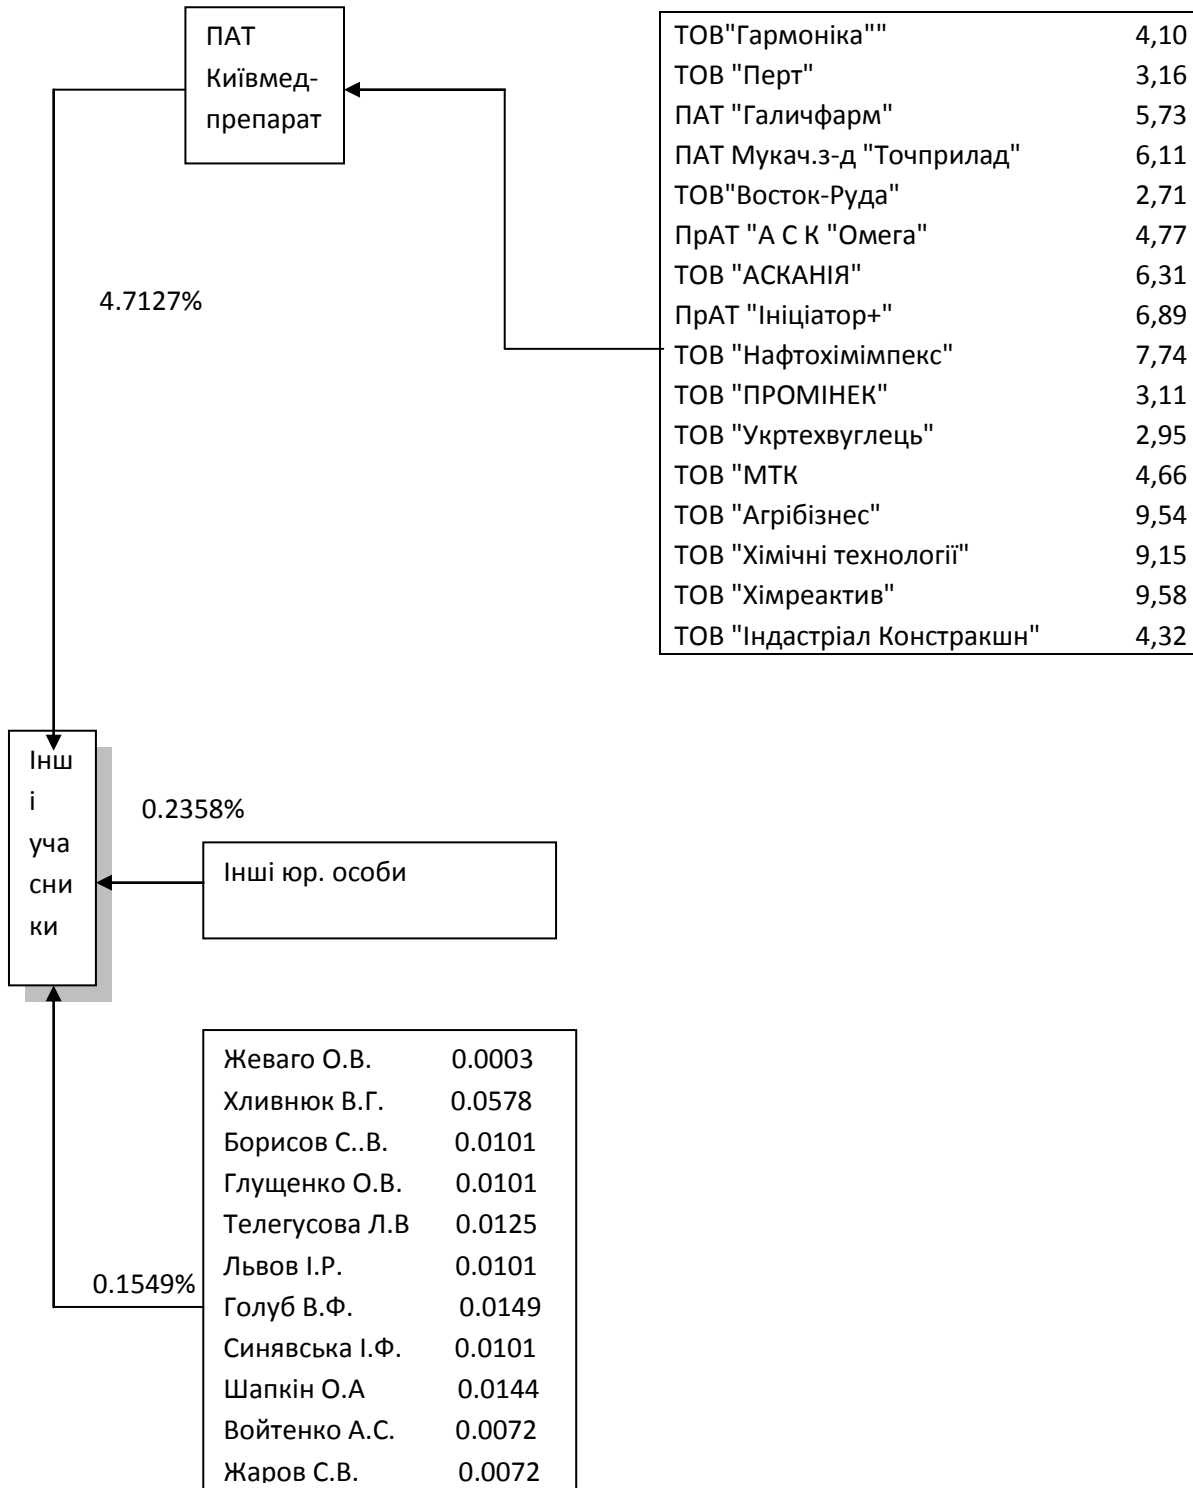 ПАТ
Київмед-
препарат
ТОВ"Гармоніка"" 4,10
ТОВ "Перт" 3,16
ПАТ "Галичфарм" 5,73
ПАТ Мукач.з-д "Точприлад" 6,11
ТОВ"Восток-Руда" 2,71
ПрАТ "А С К "Омега" 4,77
ТОВ "АСКАНІЯ" 6,31
ПрАТ "Ініціатор+" 6,89
ТОВ "Нафтохімімпекс" 7,74
ТОВ "ПРОМІНЕК" 3,11
ТОВ "Укртехвуглець" 2,95
ТОВ "МТК 4,66
ТОВ "Агрібізнес" 9,54
ТОВ "Хімічні технології" 9,15
ТОВ "Хімреактив" 9,58
ТОВ "Індастріал Констракшн" 4,32
4.7127%
Інш
і
уча
сни
ки
0.2358%
Інші юр. особи
Жеваго О.В. 0.0003
Хливнюк В.Г. 0.0578
Борисов С..В. 0.0101
Глущенко О.В. 0.0101
Телегусова Л.В 0.0125
Львов І.Р. 0.0101
Голуб В.Ф. 0.0149
Синявська І.Ф. 0.0101
Шапкін О.А 0.0144
Войтенко А.С. 0.0072
Жаров С.В. 0.0072
0.1549%